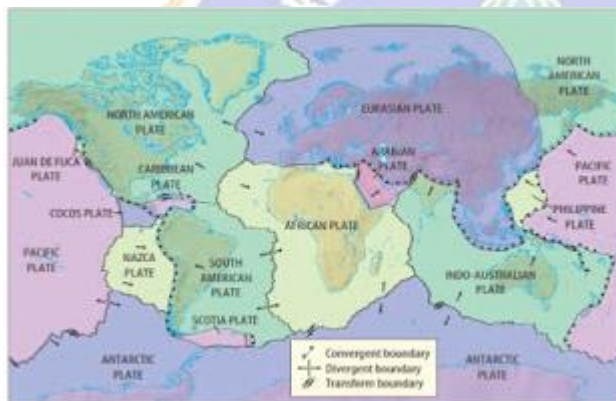 NORTH
AMERICAN
PLATE
NORTH AMERICAN
PLATE
EURASIAN PLATE
JUAN DE FUCA
PLATE
CARIBBEAN
PLATE
ARABIAN
PLATE
PACIFIC
PLATE
COCOS PLATE
AFRICAN PLATE
PHILIPPINE
PLATE
PACIFIC
PLATE
NAZCA
PLATE
SOUTH
AMERICAN
PLATE
INDO-AUSTRALIAN
PLATE
SCOTIA PLATE
ANTARCTIC
PLATE
Convergent boundary
Divergent boundary
Transform boundary
ANTARCTIC
PLATE